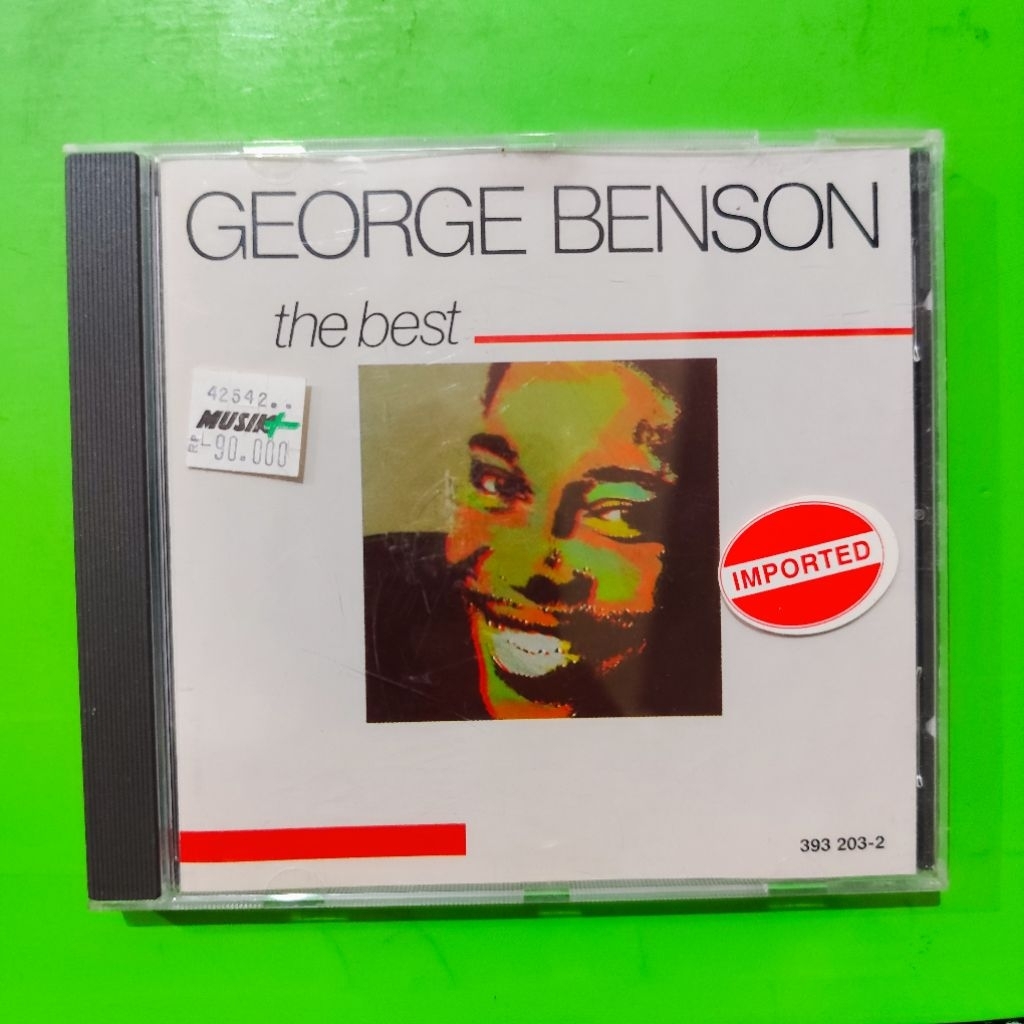 GEORGE BENSON
the best
42542..
MUSIK+
RP
-90.000
IMPORTED
393 203-2